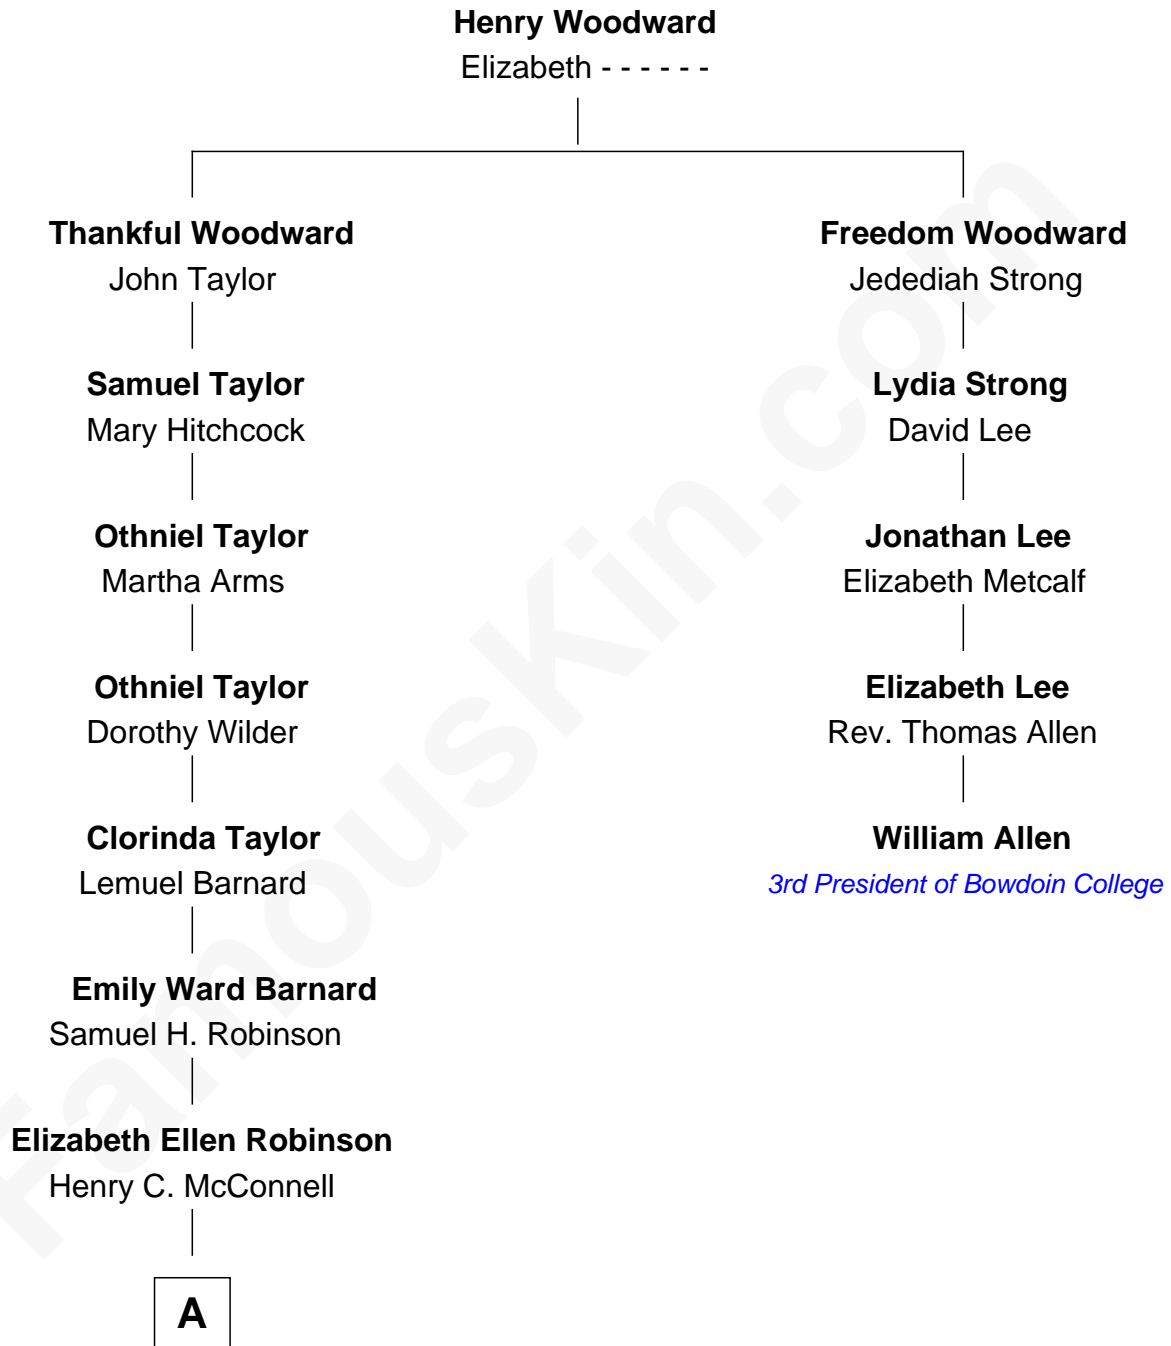 Henry Woodward
Elizabeth - - - - - -
Thankful Woodward
John Taylor
Samuel Taylor
Mary Hitchcock
Othniel Taylor
Martha Arms
Othniel Taylor
Dorothy Wilder
Clorinda Taylor
Lemuel Barnard
Emily Ward Barnard
Samuel H. Robinson
Elizabeth Ellen Robinson
Henry C. McConnell
A
Freedom Woodward
Jedediah Strong
Lydia Strong
David Lee
Jonathan Lee
Elizabeth Metcalf
Elizabeth Lee
Rev. Thomas Allen
William Allen
3rd President of Bowdoin College
FamousKin.com